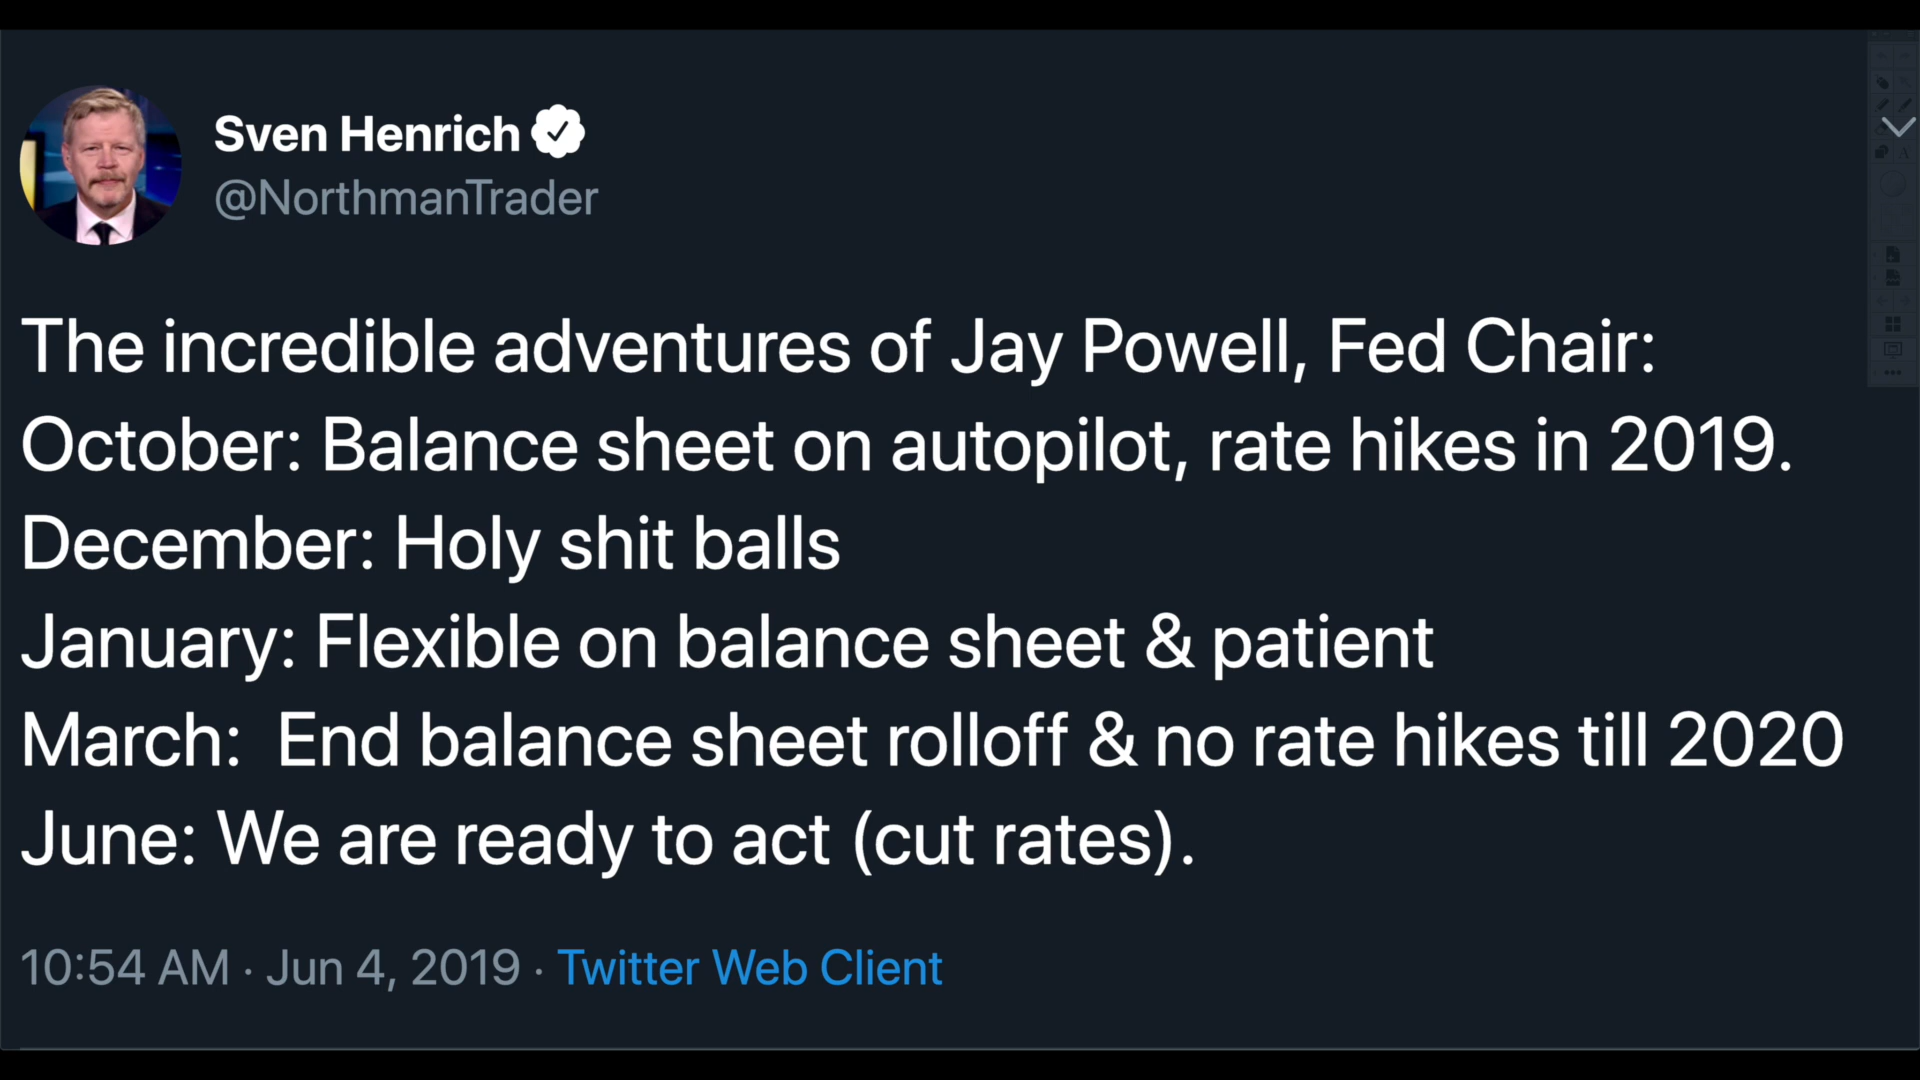 Sven Henrich
@NorthmanTrader
The incredible adventures of Jay Powell, Fed Chair:
October: Balance sheet on autopilot, rate hikes in 2019.
December: Holy shit balls
January: Flexible on balance sheet & patient
March:  End balance sheet rolloff & no rate hikes till 2020
June: We are ready to act (cut rates).
10:54 AM · Jun 4, 2019 · Twitter Web Client